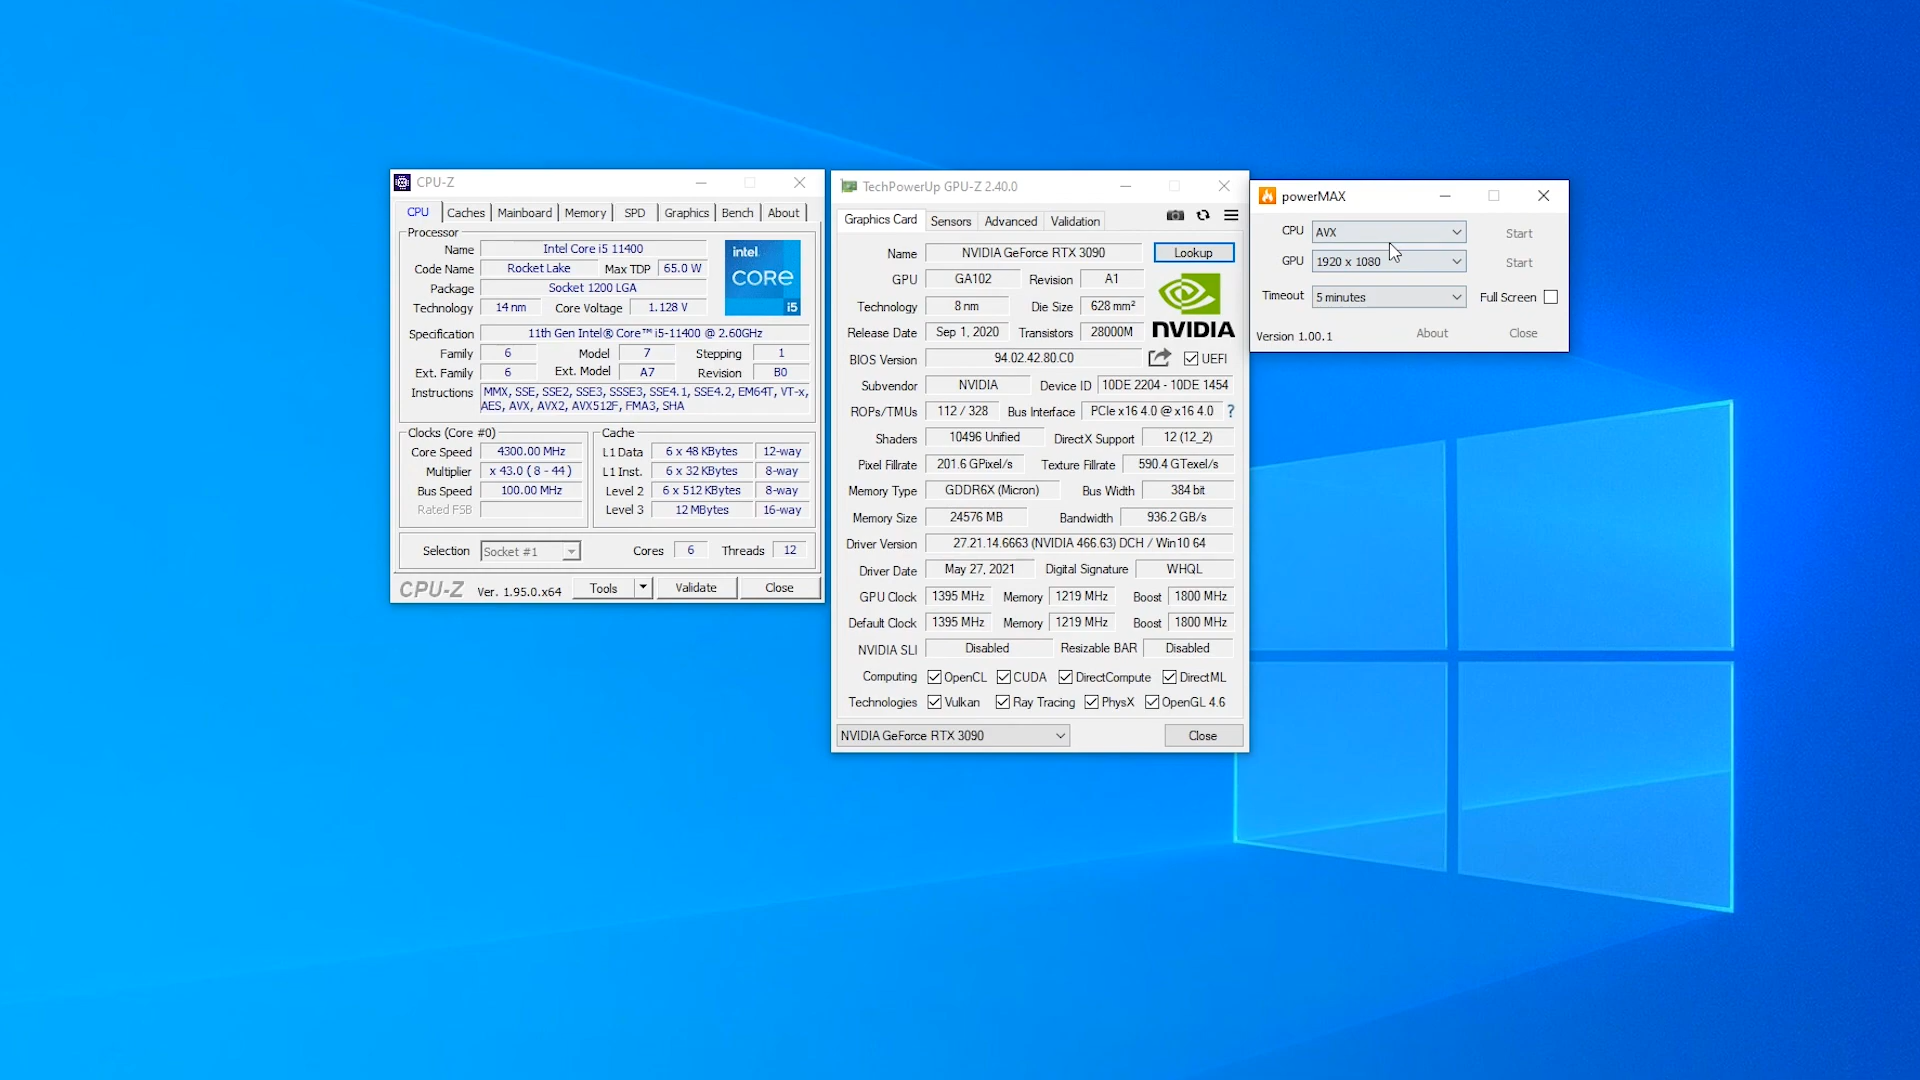 CPU-Z
CPU Caches Mainboard Memory SPD Graphics Bench About
Processor
Name Intel Core i5 11400
Code Name Rocket Lake Max TDP 65.0 W
Package Socket 1200 LGA
Technology 14 nm Core Voltage 1.128 V
intel
CORE
i5
Specification 11th Gen Intel® Core™ i5-11400 @ 2.60GHz
Family 6 Model 7 Stepping 1
Ext. Family 6 Ext. Model A7 Revision B0
Instructions MMX, SSE, SSE2, SSE3, SSSE3, SSE4.1, SSE4.2, EM64T, VT-x,
AES, AVX, AVX2, AVX512F, FMA3, SHA
Clocks (Core #0)
Core Speed 4300.00 MHz
Multiplier x 43.0 ( 8 - 44 )
Bus Speed 100.00 MHz
Rated FSB
Cache
L1 Data 6 x 48 KBytes 12-way
L1 Inst. 6 x 32 KBytes 8-way
Level 2 6 x 512 KBytes 8-way
Level 3 12 MBytes 16-way
Selection Socket #1 Cores 6 Threads 12
CPU-Z Ver. 1.95.0.x64 Tools Validate Close
TechPowerUp GPU-Z 2.40.0
Graphics Card Sensors Advanced Validation
Name NVIDIA GeForce RTX 3090 Lookup
GPU GA102 Revision A1
Technology 8 nm Die Size 628 mm²
Release Date Sep 1, 2020 Transistors 28000M
NVIDIA
BIOS Version 94.02.42.80.C0 UEFI
Subvendor NVIDIA Device ID 10DE 2204 - 10DE 1454
ROPs/TMUs 112 / 328 Bus Interface PCIe x16 4.0 @ x16 4.0 ?
Shaders 10496 Unified DirectX Support 12 (12_2)
Pixel Fillrate 201.6 GPixel/s Texture Fillrate 590.4 GTexel/s
Memory Type GDDR6X (Micron) Bus Width 384 bit
Memory Size 24576 MB Bandwidth 936.2 GB/s
Driver Version 27.21.14.6663 (NVIDIA 466.63) DCH / Win10 64
Driver Date May 27, 2021 Digital Signature WHQL
GPU Clock 1395 MHz Memory 1219 MHz Boost 1800 MHz
Default Clock 1395 MHz Memory 1219 MHz Boost 1800 MHz
NVIDIA SLI Disabled Resizable BAR Disabled
Computing OpenCL CUDA DirectCompute DirectML
Technologies Vulkan Ray Tracing PhysX OpenGL 4.6
NVIDIA GeForce RTX 3090 Close
powerMAX
CPU AVX Start
GPU 1920 x 1080 Start
Timeout 5 minutes Full Screen
Version 1.00.1 About Close